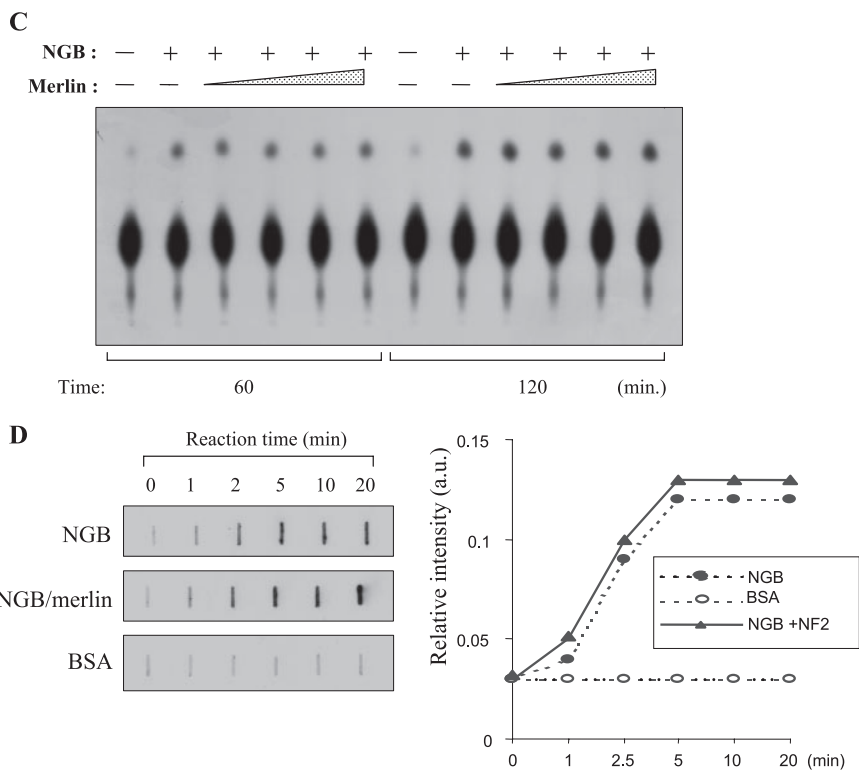 C
NGB : — + + + + + — + + + + +
Merlin : — — — —
Time: 60 120 (min.)
D
Reaction time (min)
0 1 2 5 10 20
NGB
NGB/merlin
BSA
Relative intensity (a.u.)
0.15
0.1
0.05
0
0 1 2.5 5 10 20 (min)
NGB
BSA
NGB +NF2